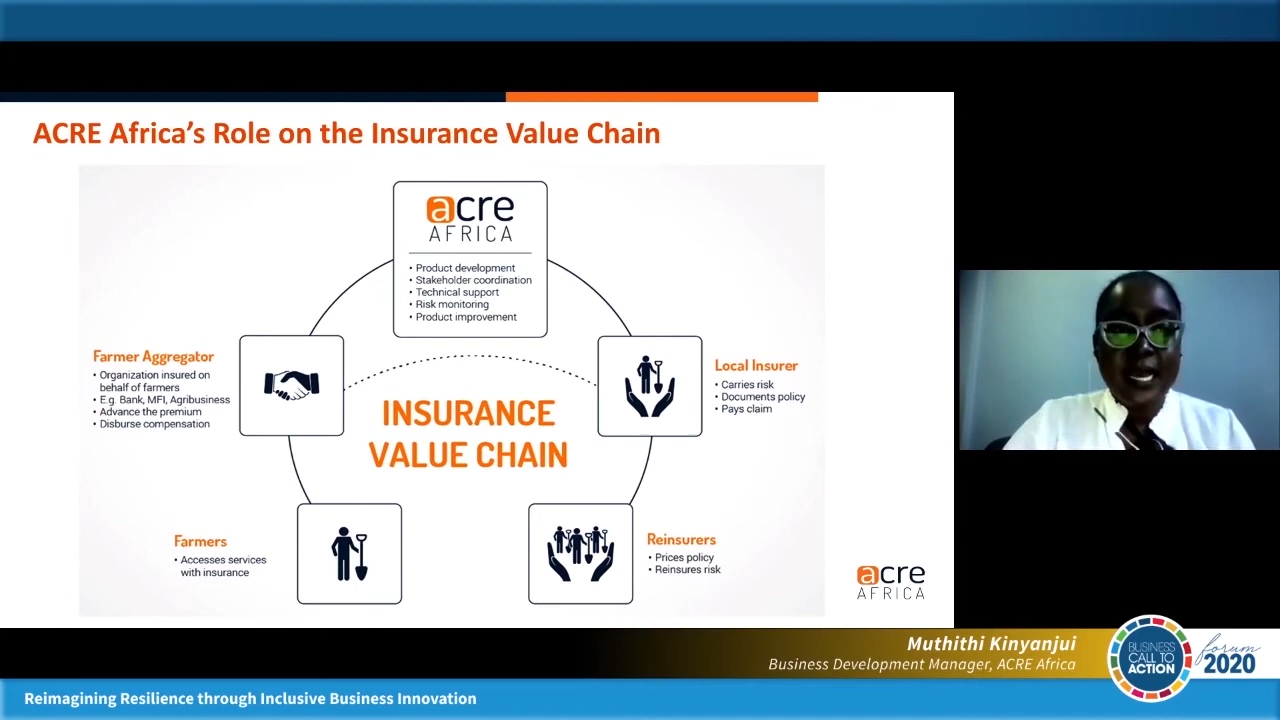 ACRE Africa's Role on the Insurance Value Chain
acre
AFRICA
• Product development
• Stakeholder coordination
• Technical support
• Risk monitoring
• Product improvement
Farmer Aggregator
• Organization insured on
behalf of farmers
• E.g. Bank, MFI, Agribusiness
• Advance the premium
• Disburse compensation
Local Insurer
• Carries risk
• Documents policy
• Pays claim
INSURANCE
VALUE CHAIN
Farmers
• Accesses services
with insurance
Reinsurers
• Prices policy
• Reinsures risk
acre
AFRICA
Muthithi Kinyanjui
Business Development Manager, ACRE Africa
BUSINESS
CALL TO
ACTION
forum
2020
Reimagining Resilience through Inclusive Business Innovation